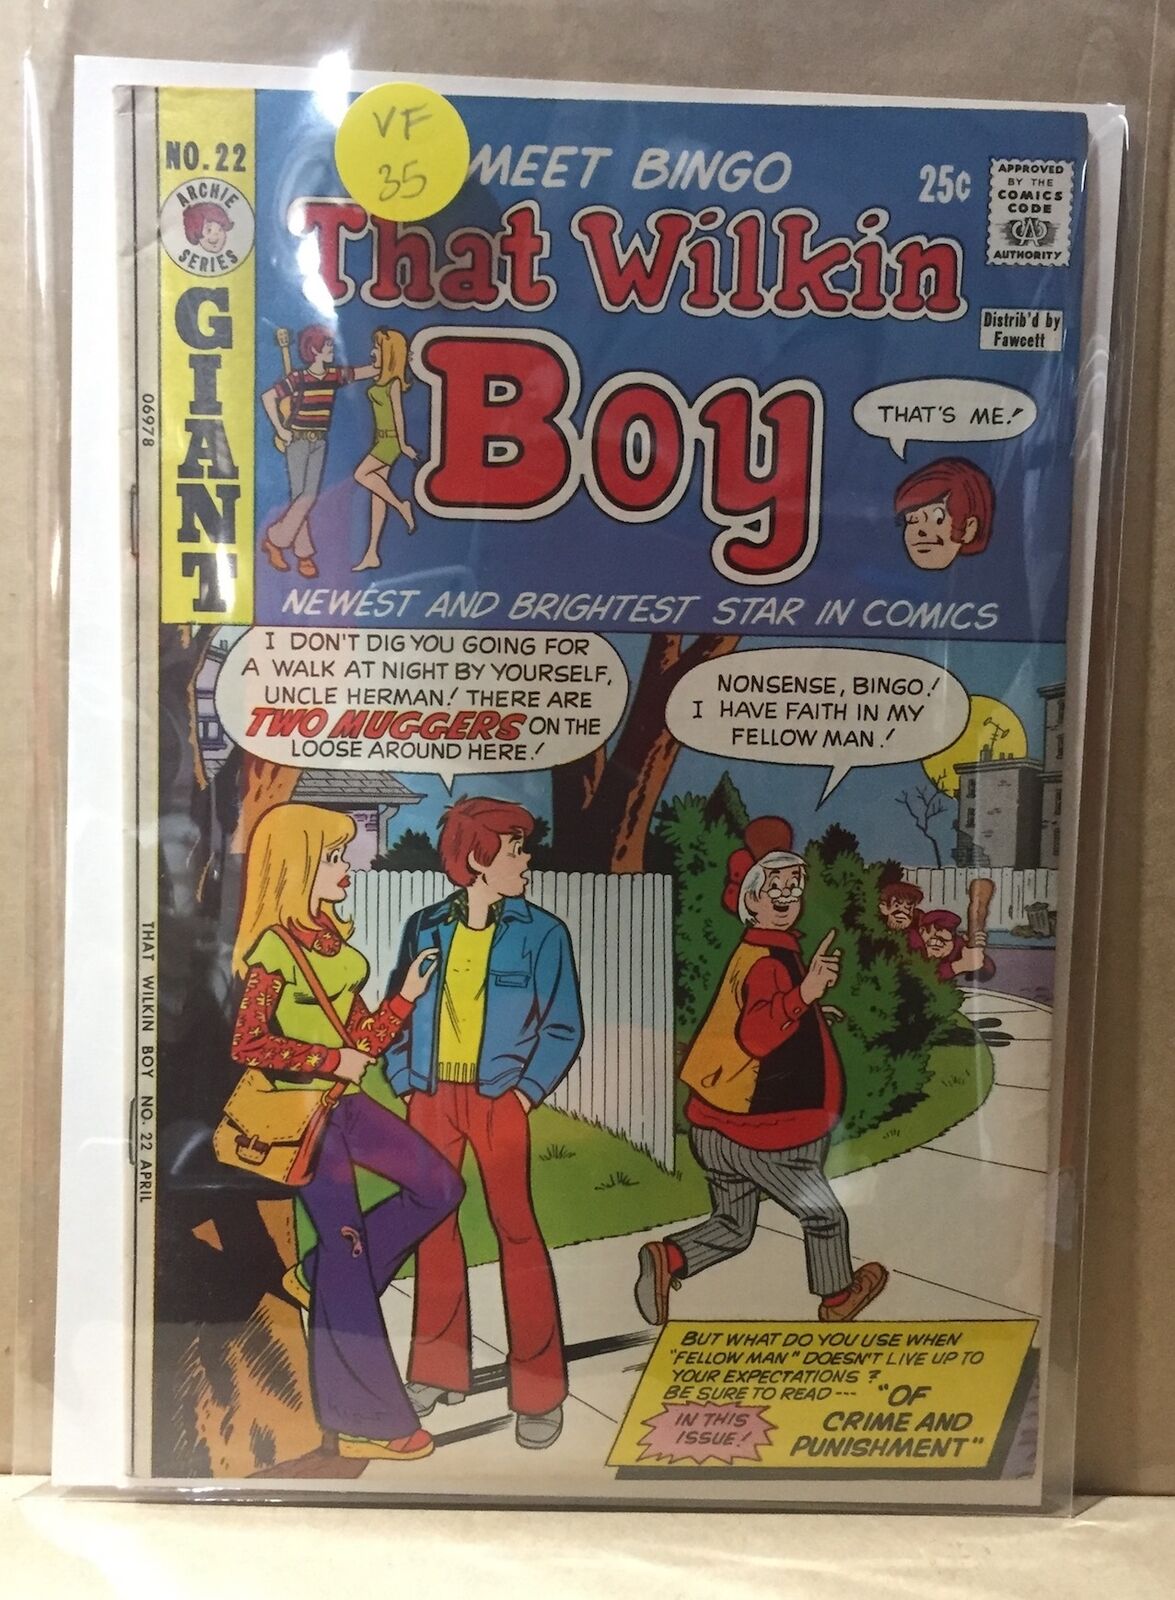 VF
35
NO. 22
ARCHIE
SERIES
GIANT
MEET BINGO
25¢
APPROVED
BY THE
COMICS
CODE
CA
AUTHORITY
That Wilkin
Boy
Distrib'd by
Fawcett
THAT'S ME!
NEWEST AND BRIGHTEST STAR IN COMICS
06978
THAT WILKIN BOY NO. 22 APRIL
I DON'T DIG YOU GOING FOR
A WALK AT NIGHT BY YOURSELF,
UNCLE HERMAN! THERE ARE
TWO MUGGERS ON THE
LOOSE AROUND HERE!
NONSENSE, BINGO!
I HAVE FAITH IN MY
FELLOW MAN!
BUT WHAT DO YOU USE WHEN
"FELLOW MAN" DOESN'T LIVE UP TO
YOUR EXPECTATIONS?
BE SURE TO READ --- "OF
CRIME AND
PUNISHMENT"
IN THIS
ISSUE!